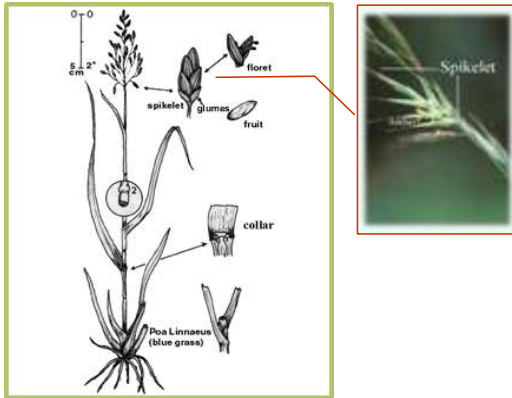 0 0
5 2"
cm
floret
spikelet glumes
fruit
2
collar
Poa Linnaeus
(blue grass)
Spikelet